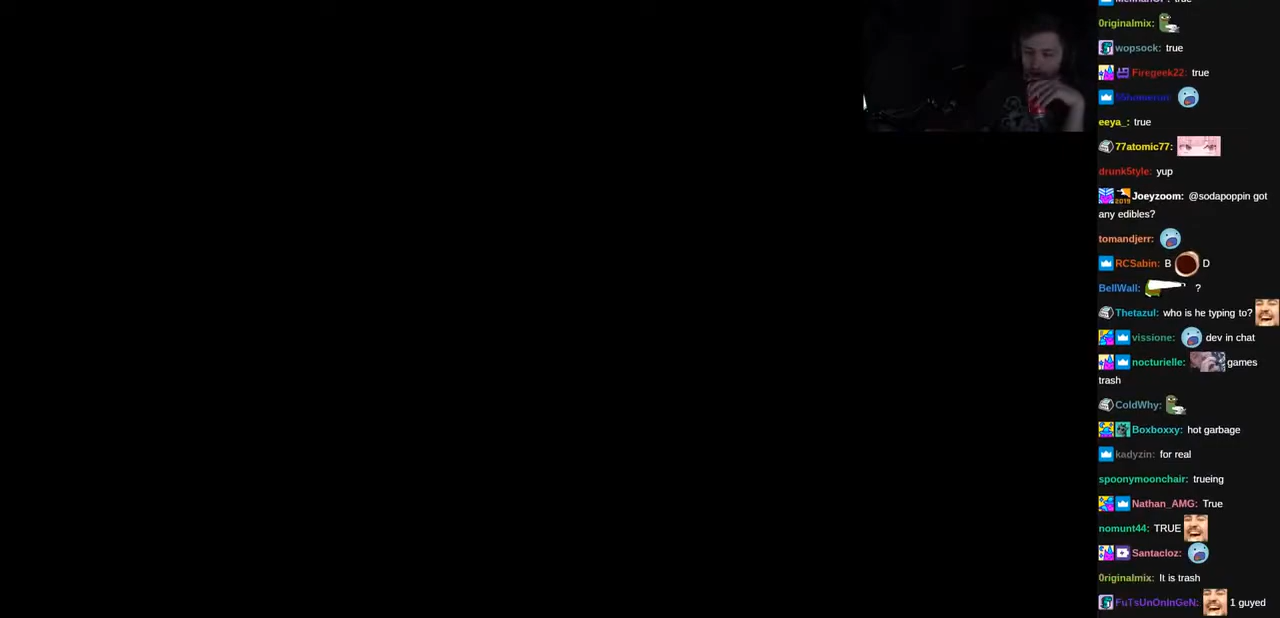 0riginalmix:
wopsock: true
Firegeek22: true
eeya_: true
77atomic77:
drunk5tyle: yup
2019 Joeyzoom: @sodapoppin got
any edibles?
tomandjerr:
RCSabin: B D
BellWall: ?
Thetazul: who is he typing to?
vissione: dev in chat
nocturielle: games
trash
ColdWhy:
Boxboxxy: hot garbage
kadyzin: for real
spoonymoonchair: trueing
Nathan_AMG: True
nomunt44: TRUE
Santacloz:
0riginalmix: It is trash
FuTsUnOnInGeN: 1 guyed